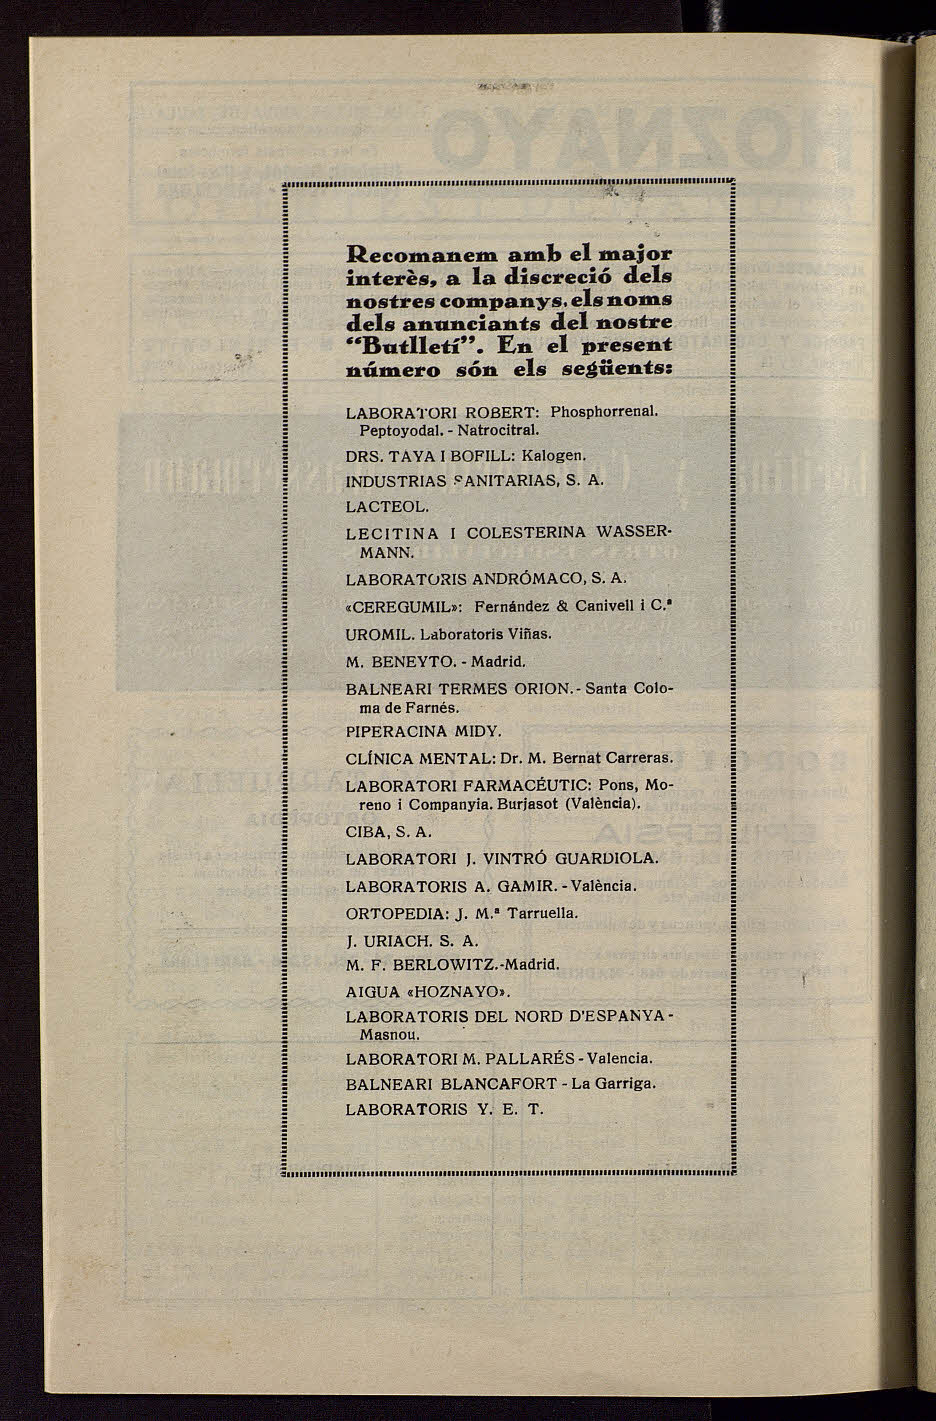 Recomanem amb el major
interès, a la discreció dels
nostres companys, els noms
dels anunciants del nostre
“Butlletí”. En el present
número són els següents:
LABORATORI ROBERT: Phosphorrenal.
Peptoyodal. - Natrocitral.
DRS. TAYA I BOFILL: Kalogen.
INDUSTRIAS SANITARIAS, S. A.
LACTEOL.
LECITINA I COLESTERINA WASSER-
MANN.
LABORATORIS ANDRÓMACO, S. A.
«CEREGUMIL»: Fernández & Canivell i C.ª
UROMIL. Laboratoris Viñas.
M. BENEYTO. - Madrid.
BALNEARI TERMES ORION. - Santa Colo-
ma de Farnés.
PIPERACINA MIDY.
CLÍNICA MENTAL: Dr. M. Bernat Carreras.
LABORATORI FARMACÉUTIC: Pons, Mo-
reno i Companyia. Burjasot (València).
CIBA, S. A.
LABORATORI J. VINTRÓ GUARDIOLA.
LABORATORIS A. GAMIR. - València.
ORTOPEDIA: J. M.ª Tarruella.
J. URIACH. S. A.
M. F. BERLOWITZ.-Madrid.
AIGUA «HOZNAYO».
LABORATORIS DEL NORD D'ESPANYA -
Masnou.
LABORATORI M. PALLARÉS - Valencia.
BALNEARI BLANCAFORT - La Garriga.
LABORATORIS Y. E. T.